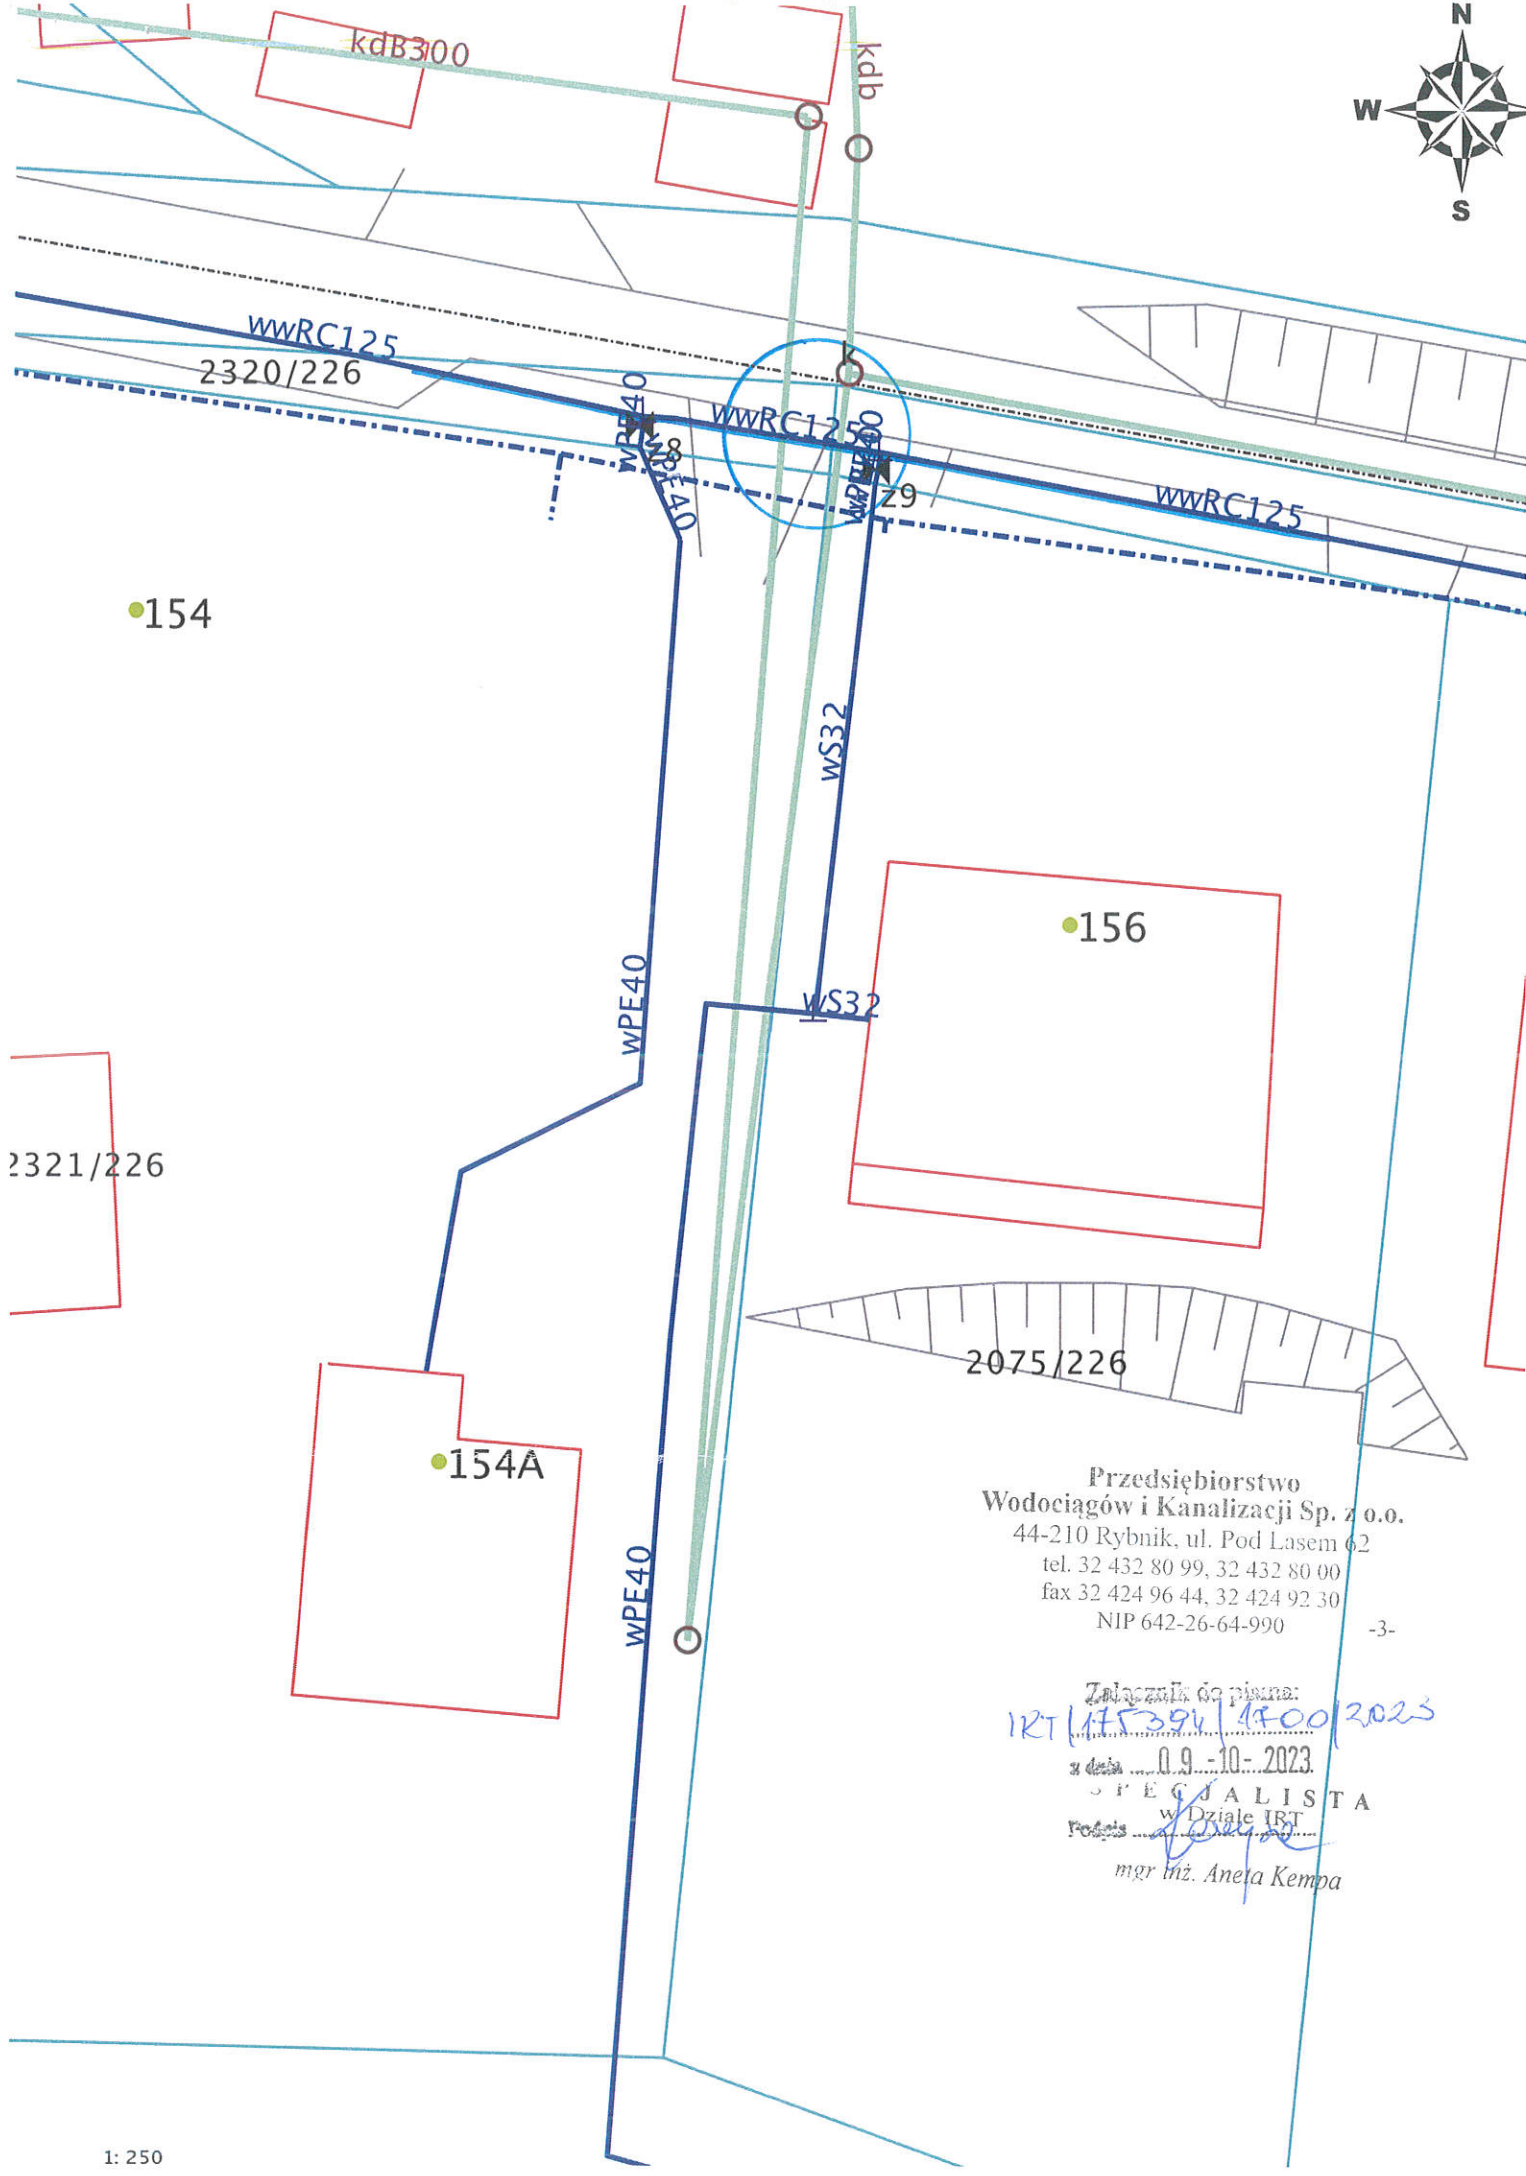 N
W
S
kdB300
kdb
wwRC125
2320/226
k
wPE40
wwRC125
z8
wPE40
z9
wwRC125
154
wS32
156
wPE40
wS32
2321/226
2075/226
154A
wPE40
Przedsiębiorstwo
Wodociągów i Kanalizacji Sp. z o.o.
44-210 Rybnik, ul. Pod Lasem 62
tel. 32 432 80 99, 32 432 80 00
fax 32 424 96 44, 32 424 92 30
NIP 642-26-64-990
-3-
Załącznik do pisma:
IRT/175394/1700/2023
z dnia 09-10-2023
SPECJALISTA
w Dziale IRT
Podpis
mgr inż. Aneta Kempa
1: 250